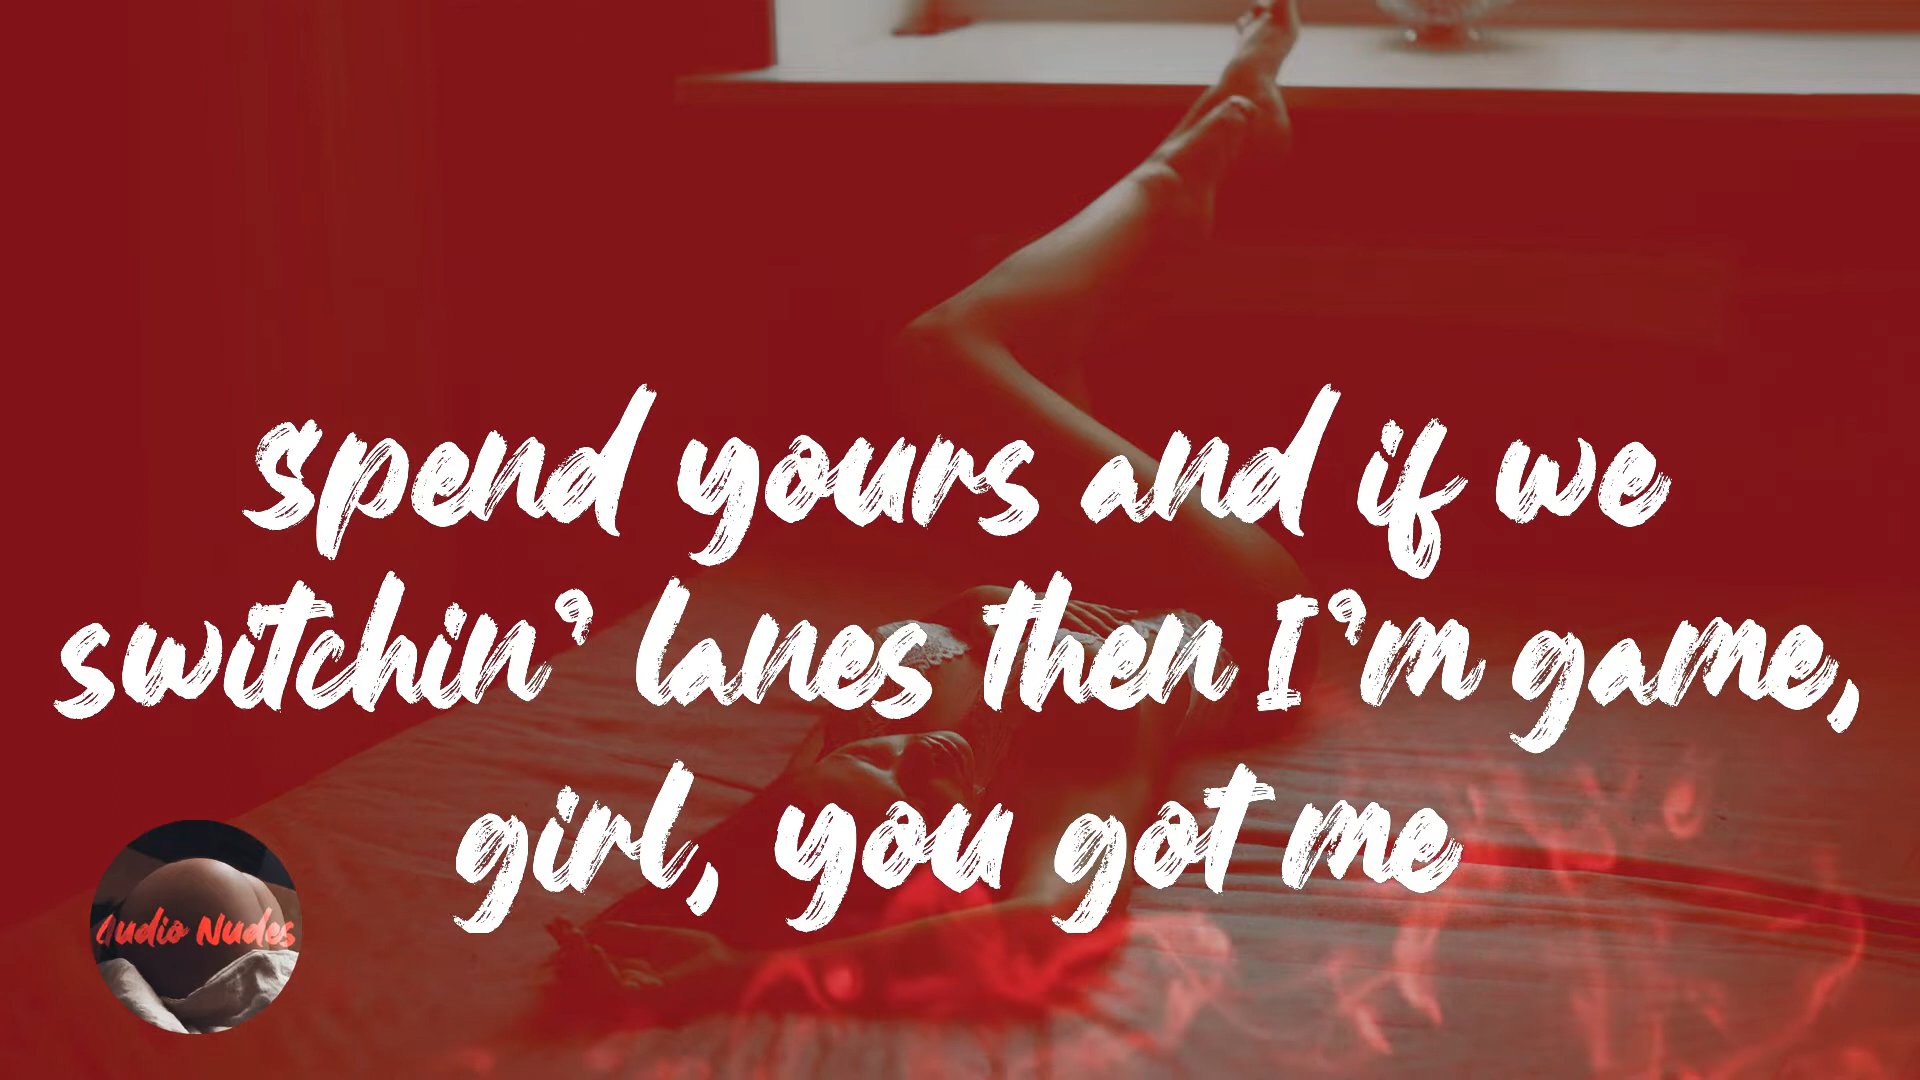 Spend yours and if we
switchin' lanes then I'm game,
girl, you got me
Audio Nudes